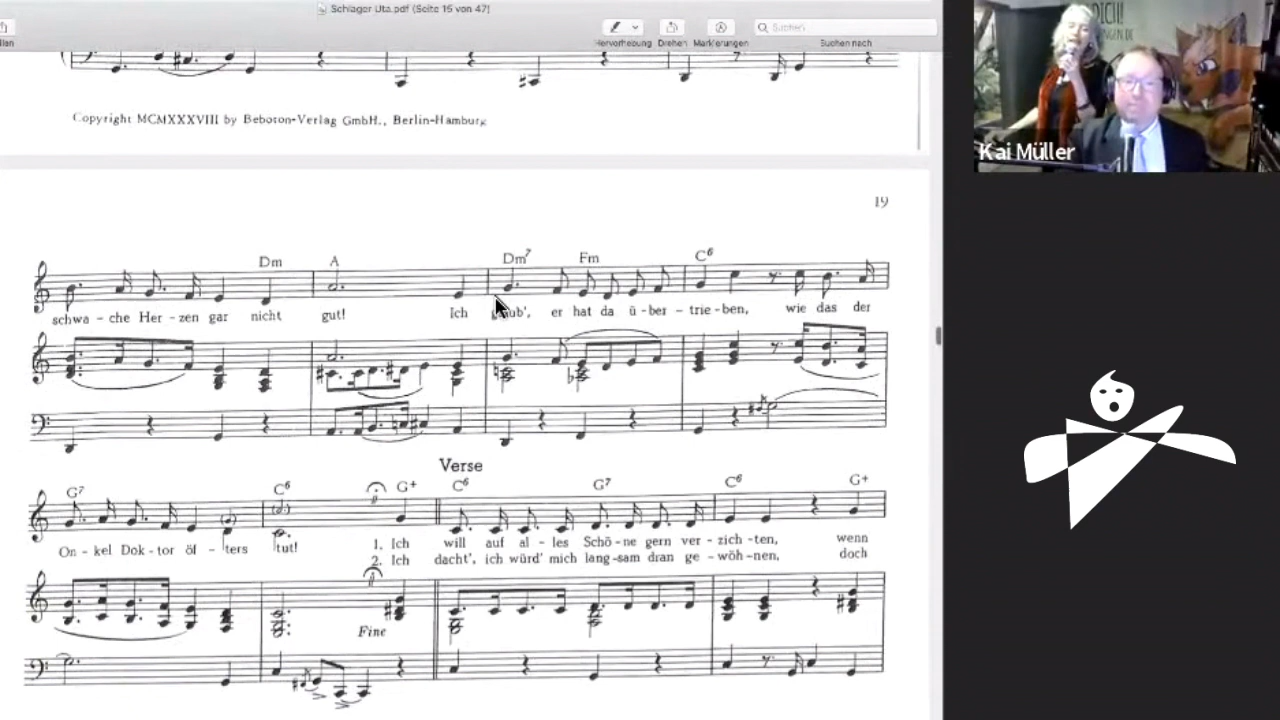 Schlager Uta.pdf (Seite 15 von 47)
Suchen
Hervorhebung Drehen Markierungen Suchen nach
Copyright MCMXXXVIII by Beboton-Verlag GmbH., Berlin-Hamburg
19
Dm A Dm7 Fm C6
schwa - che Her - zen gar nicht gut! Ich er hat da ü - ber - trie - ben, wie das der
Verse
G7 C6 G+ C6 G7 C6 G+
On - kel Dok - tor öf - ters tut! 1. Ich will auf al - les Schö - ne gern ver - zich - ten, wenn
2. Ich dacht', ich würd' mich lang - sam dran ge - wöh - nen, doch
Fine
DICH!
Kai Müller